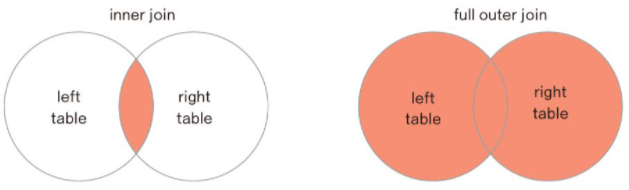 inner join
left
table
right
table
full outer join
left
table
right
table